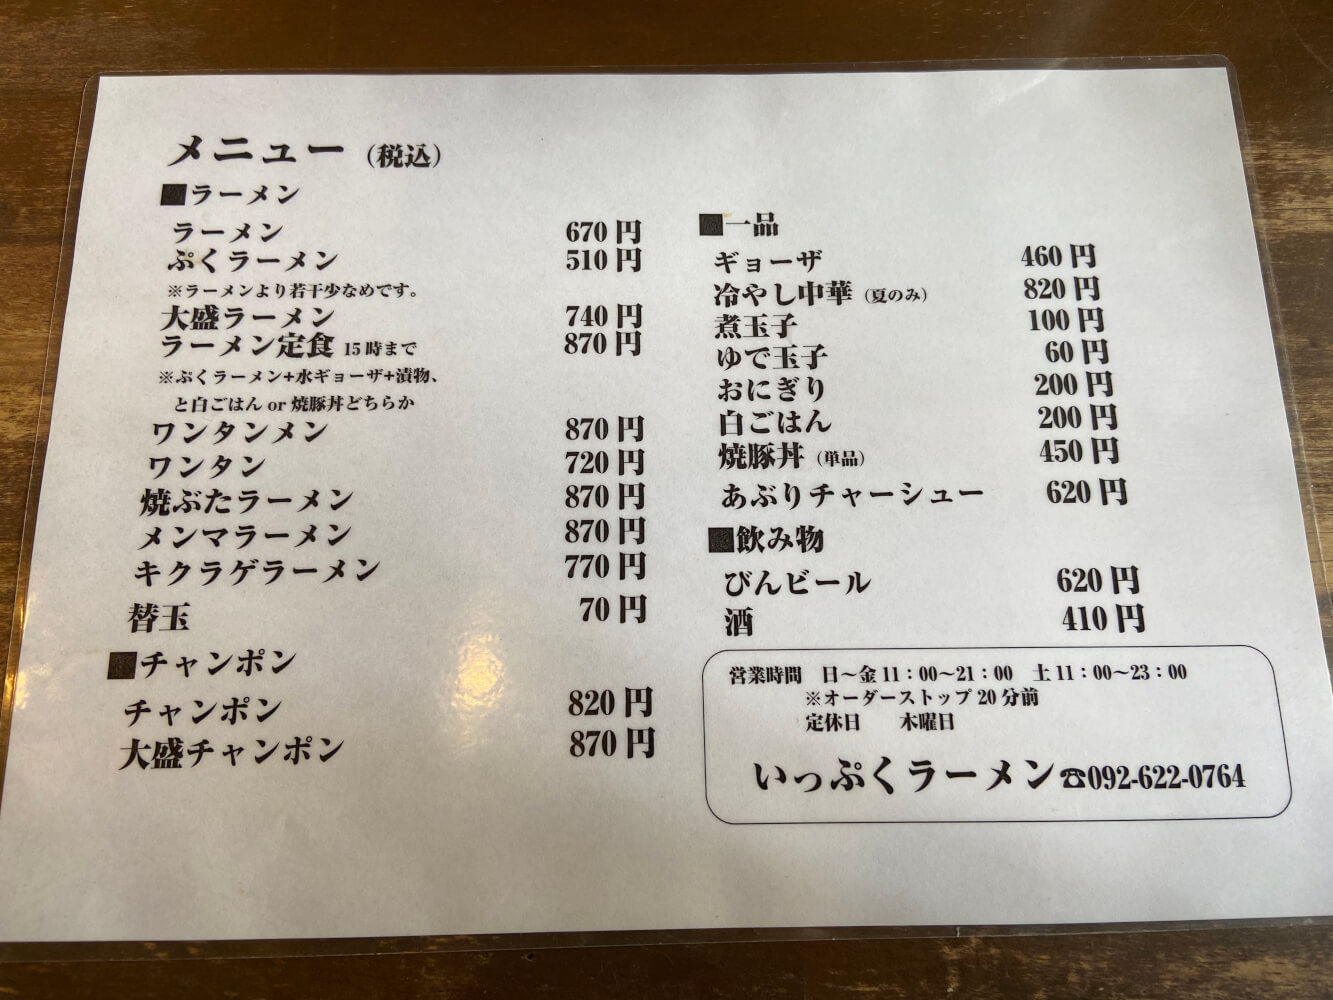 メニュー（税込）
■ラーメン
ラーメン 670円
ぷくラーメン 510円
※ラーメンより若干少なめです。
大盛ラーメン 740円
ラーメン定食 15時まで 870円
※ぷくラーメン+水ギョーザ+漬物、
と白ごはん or 焼豚丼どちらか
ワンタンメン 870円
ワンタン 720円
焼ぶたラーメン 870円
メンマラーメン 870円
キクラゲラーメン 770円
替玉 70円
■チャンポン
チャンポン 820円
大盛チャンポン 870円
■一品
ギョーザ 460円
冷やし中華（夏のみ） 820円
煮玉子 100円
ゆで玉子 60円
おにぎり 200円
白ごはん 200円
焼豚丼（単品） 450円
あぶりチャーシュー 620円
■飲み物
びんビール 620円
酒 410円
営業時間 日～金 11：00～21：00 土 11：00～23：00
※オーダーストップ 20 分前
定休日 木曜日
いっぷくラーメン☎092-622-0764